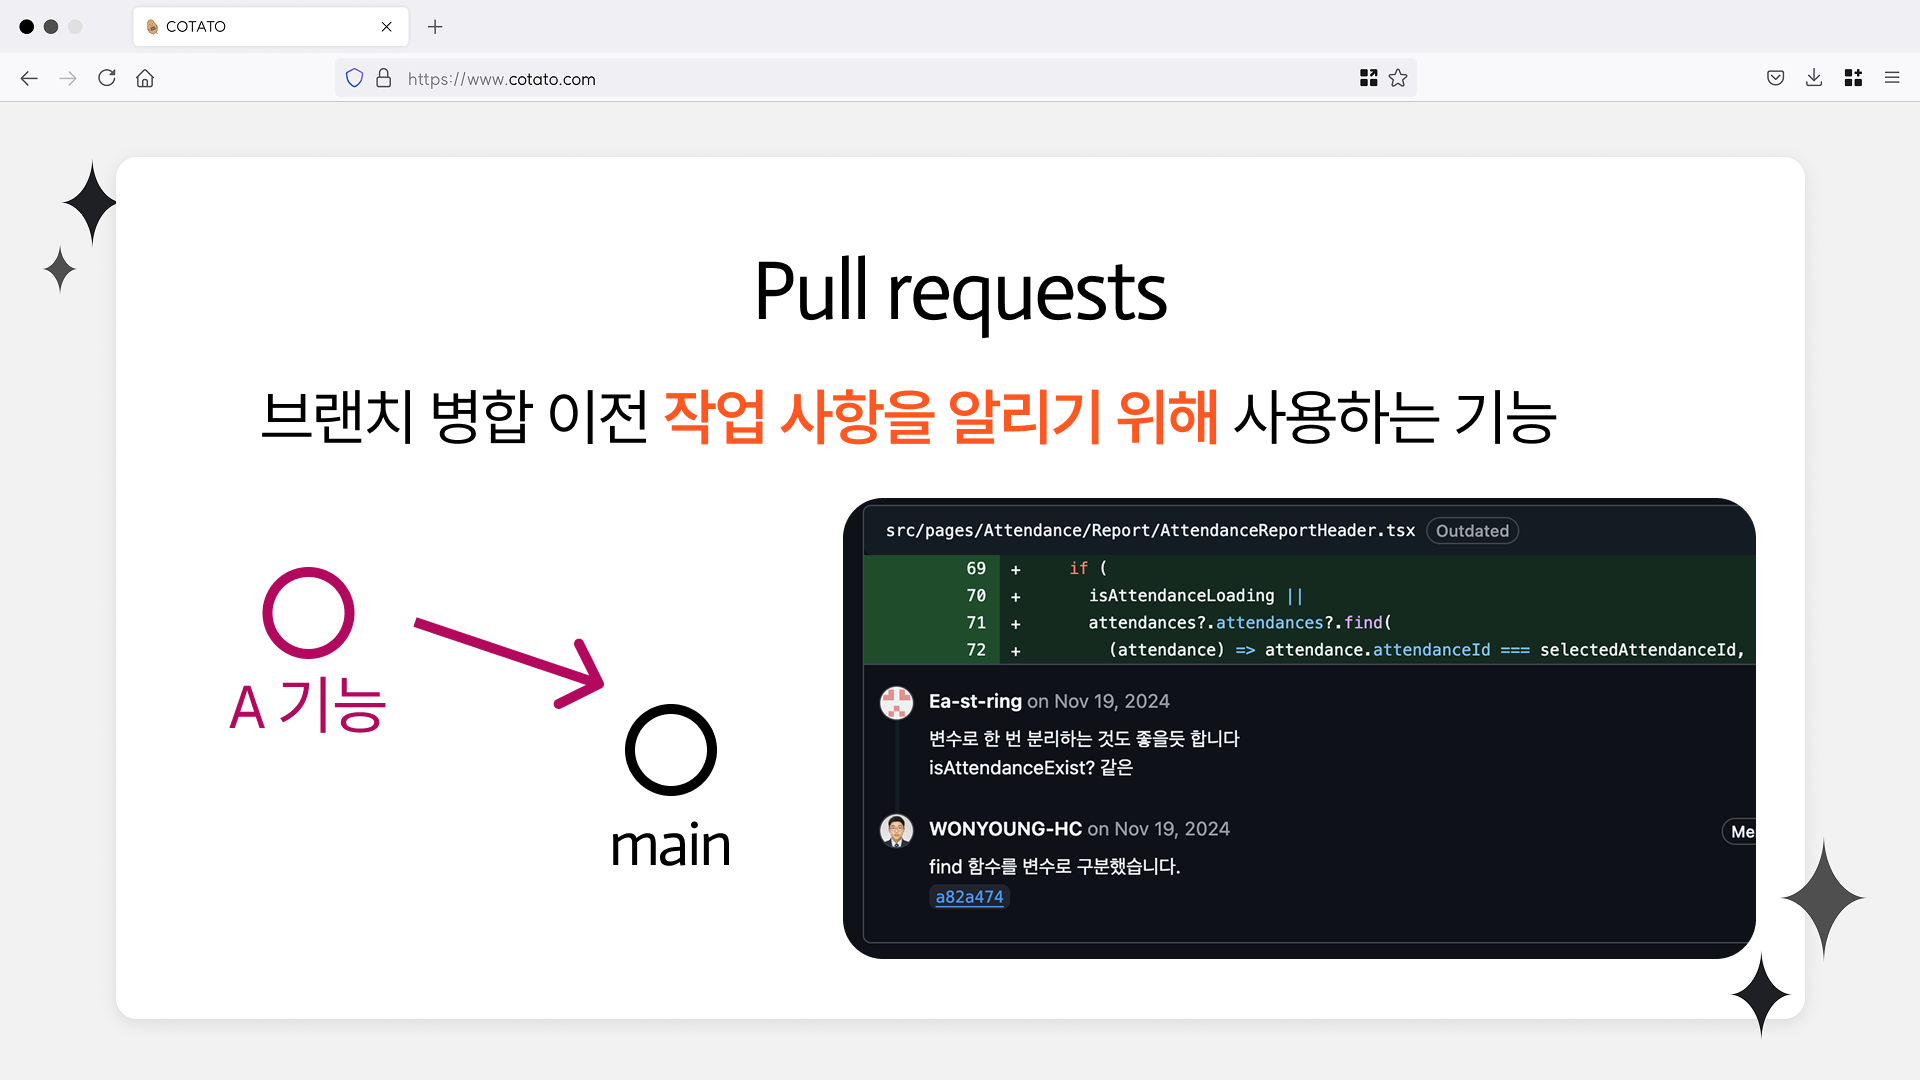 COTATO
https://www.cotato.com
Pull requests
브랜치 병합 이전 작업 사항을 알리기 위해 사용하는 기능
A 기능
main
src/pages/Attendance/Report/AttendanceReportHeader.tsx Outdated
69 + if (
70 + isAttendanceLoading ||
71 + attendances?.attendances?.find(
72 + (attendance) => attendance.attendanceId === selectedAttendanceId,
Ea-st-ring on Nov 19, 2024
변수로 한 번 분리하는 것도 좋을듯 합니다
isAttendanceExist? 같은
WONYOUNG-HC on Nov 19, 2024
Me
find 함수를 변수로 구분했습니다.
a82a474